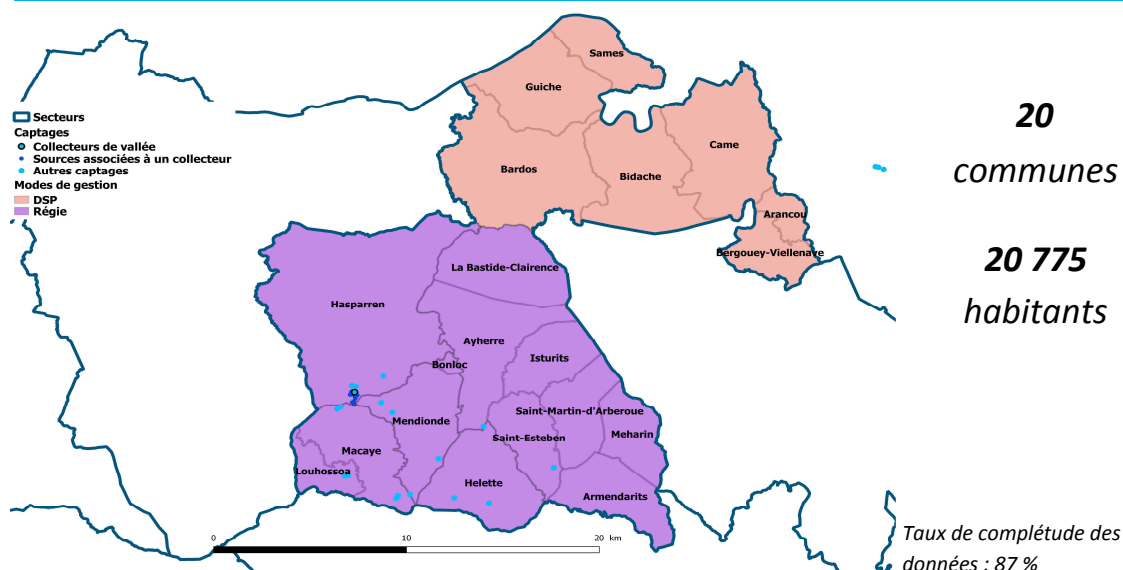 Secteurs
Captages
Collecteurs de vallée
Sources associées à un collecteur
Autres captages
Modes de gestion
DSP
Régie
Sames
Guiche
Came
Bardos
Bidache
Arancou
Bergouey-Viellenave
La Bastide-Clairence
Hasparren
Ayherre
Isturits
Bonloc
Saint-Martin-d'Arberoue
Mendionde
Meharin
Saint-Esteben
Macaye
Louhossoa
Helette
Armendarits
0 10 20 km
20
communes
20 775
habitants
Taux de complétude des
données : 87 %